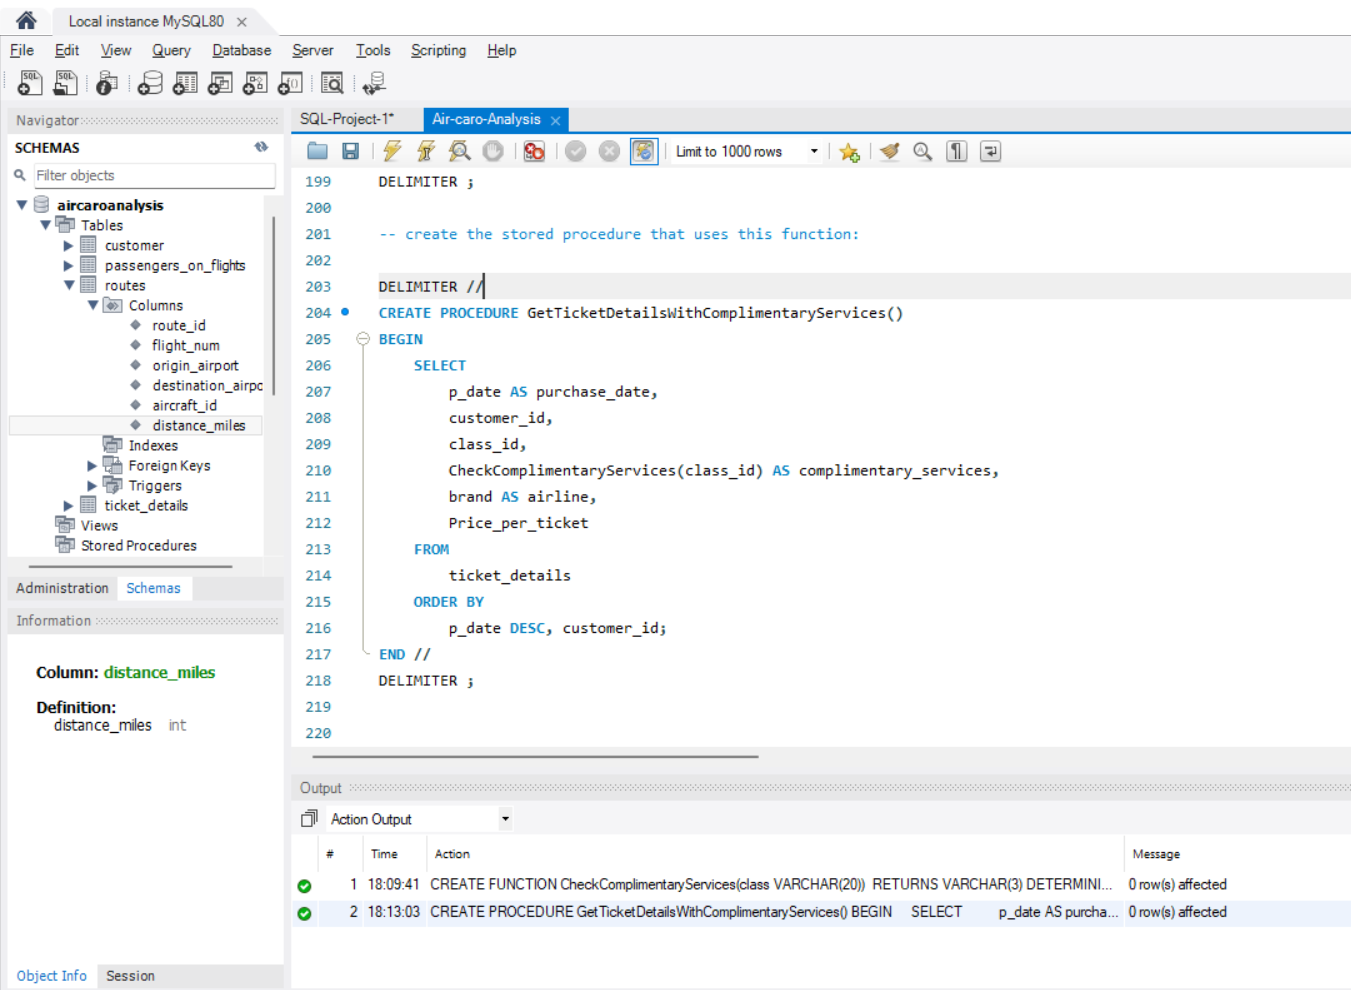 Local instance MySQL80
File Edit View Query Database Server Tools Scripting Help
Navigator
SCHEMAS
Filter objects
aircaroanalysis
Tables
customer
passengers_on_flights
routes
Columns
route_id
flight_num
origin_airport
destination_airpo
aircraft_id
distance_miles
Indexes
Foreign Keys
Triggers
ticket_details
Views
Stored Procedures
Administration Schemas
Information
Column: distance_miles
Definition:
distance_miles int
Object Info Session
SQL-Project-1* Air-caro-Analysis
Limit to 1000 rows
199 DELIMITER ;
200
201 -- create the stored procedure that uses this function:
202
203 DELIMITER //
204 CREATE PROCEDURE GetTicketDetailsWithComplimentaryServices()
205 BEGIN
206 SELECT
207 p_date AS purchase_date,
208 customer_id,
209 class_id,
210 CheckComplimentaryServices(class_id) AS complimentary_services,
211 brand AS airline,
212 Price_per_ticket
213 FROM
214 ticket_details
215 ORDER BY
216 p_date DESC, customer_id;
217 END //
218 DELIMITER ;
219
220
Output
Action Output
# Time Action Message
1 18:09:41 CREATE FUNCTION CheckComplimentaryServices(class VARCHAR(20)) RETURNS VARCHAR(3) DETERMINI... 0 row(s) affected
2 18:13:03 CREATE PROCEDURE GetTicketDetailsWithComplimentaryServices() BEGIN SELECT p_date AS purcha... 0 row(s) affected